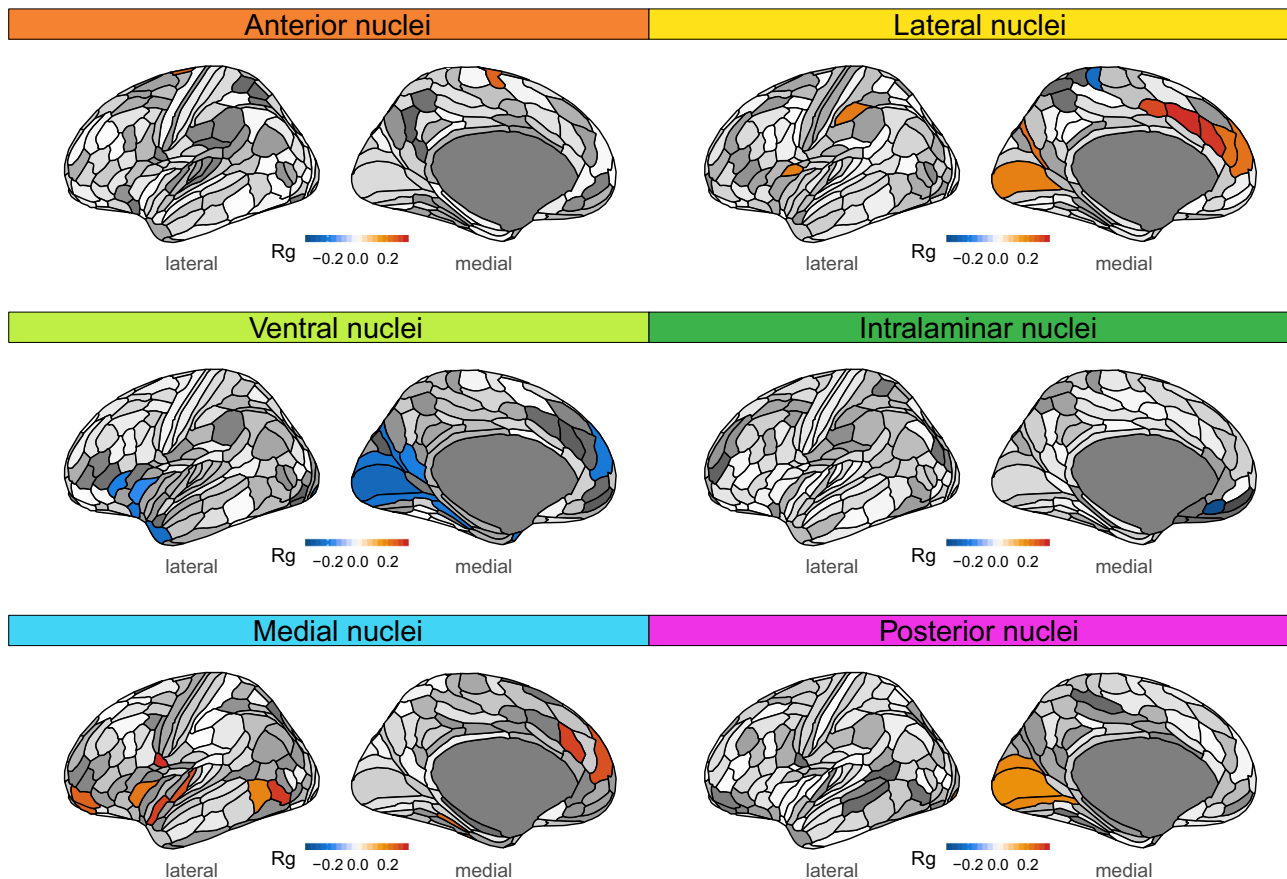 Anterior nuclei
Lateral nuclei
Rg −0.2 0.0 0.2
lateral medial
Rg −0.2 0.0 0.2
lateral medial
Ventral nuclei
Intralaminar nuclei
Rg −0.2 0.0 0.2
lateral medial
Rg −0.2 0.0 0.2
lateral medial
Medial nuclei
Posterior nuclei
Rg −0.2 0.0 0.2
lateral medial
Rg −0.2 0.0 0.2
lateral medial